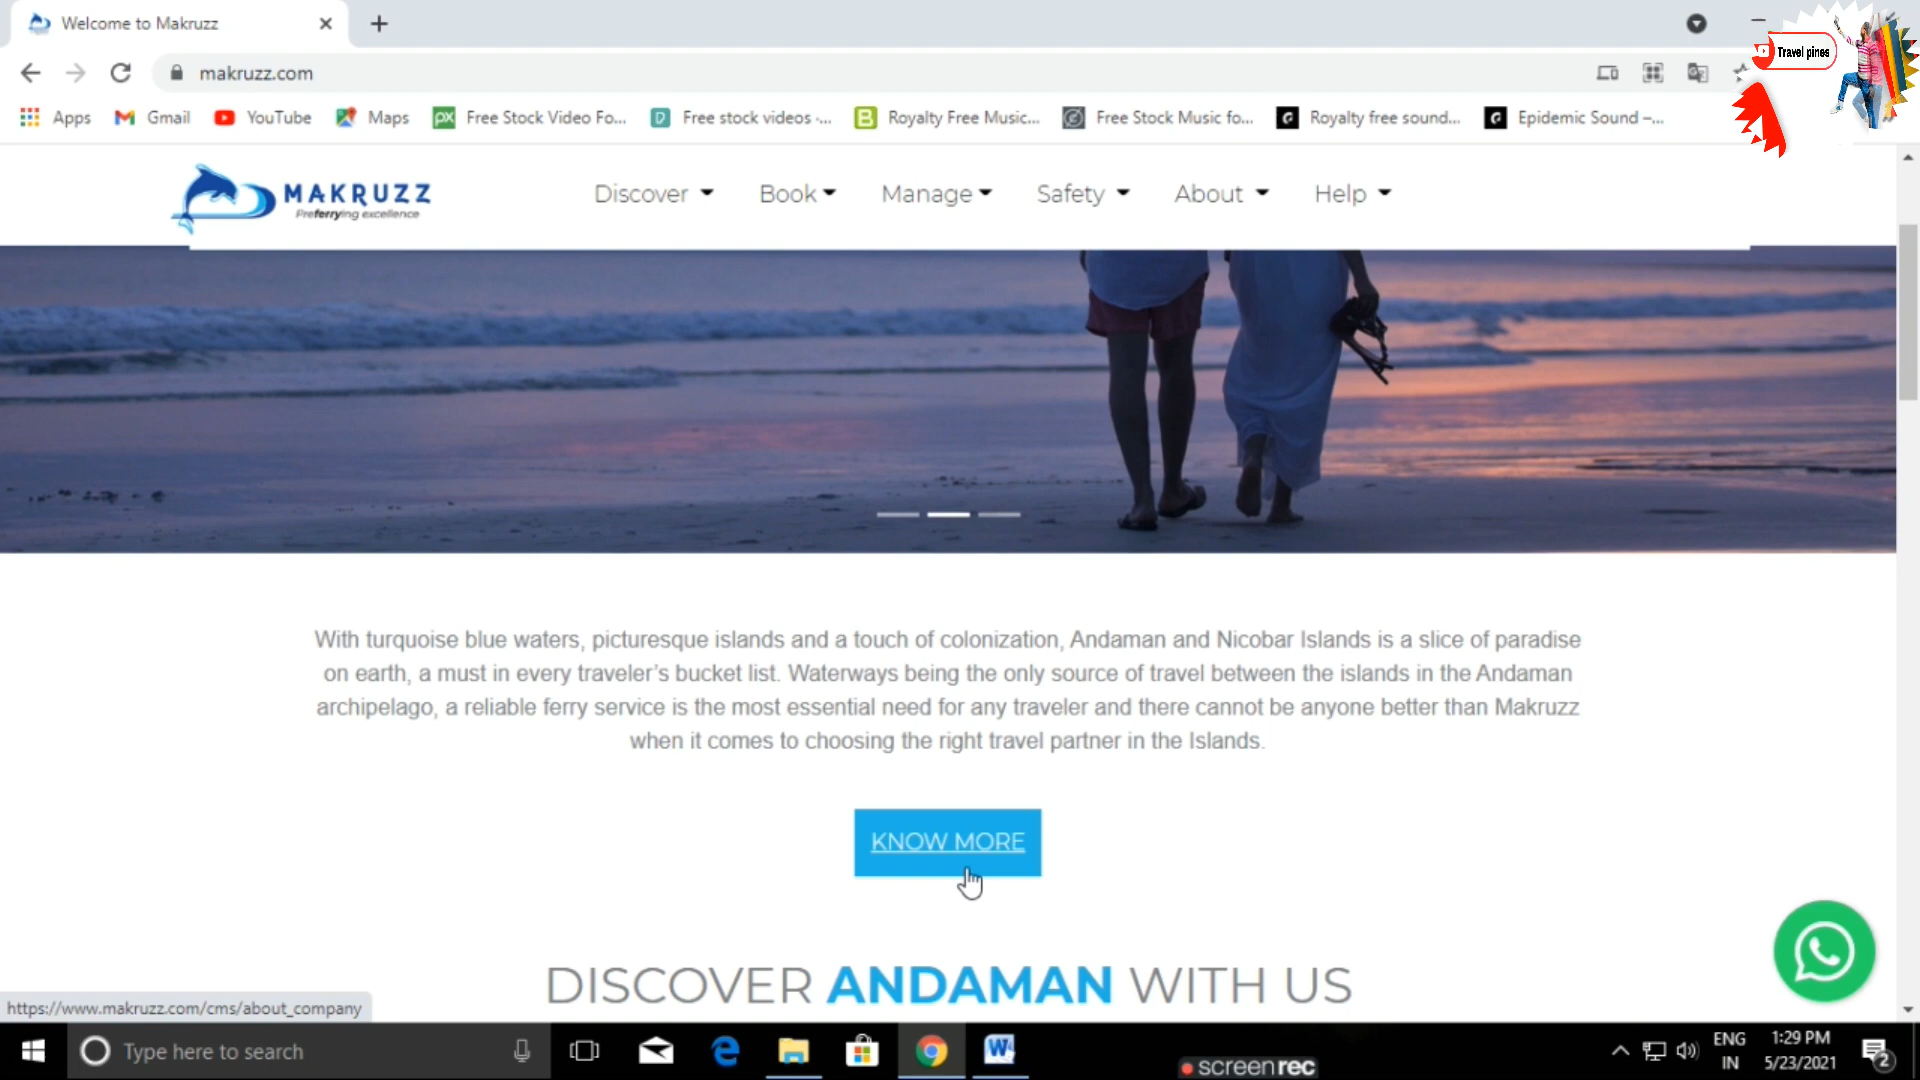 Welcome to Makruzz
Travel pines
makruzz.com
Apps Gmail YouTube Maps Free Stock Video Fo... Free stock videos -... Royalty Free Music... Free Stock Music fo... Royalty free sound... Epidemic Sound –...
MAKRUZZ
Preferrying excellence
Discover Book Manage Safety About Help
With turquoise blue waters, picturesque islands and a touch of colonization, Andaman and Nicobar Islands is a slice of paradise
on earth, a must in every traveler's bucket list. Waterways being the only source of travel between the islands in the Andaman
archipelago, a reliable ferry service is the most essential need for any traveler and there cannot be anyone better than Makruzz
when it comes to choosing the right travel partner in the Islands.
KNOW MORE
DISCOVER ANDAMAN WITH US
https://www.makruzz.com/cms/about_company
Type here to search
screenrec
ENG
IN
1:29 PM
5/23/2021
2